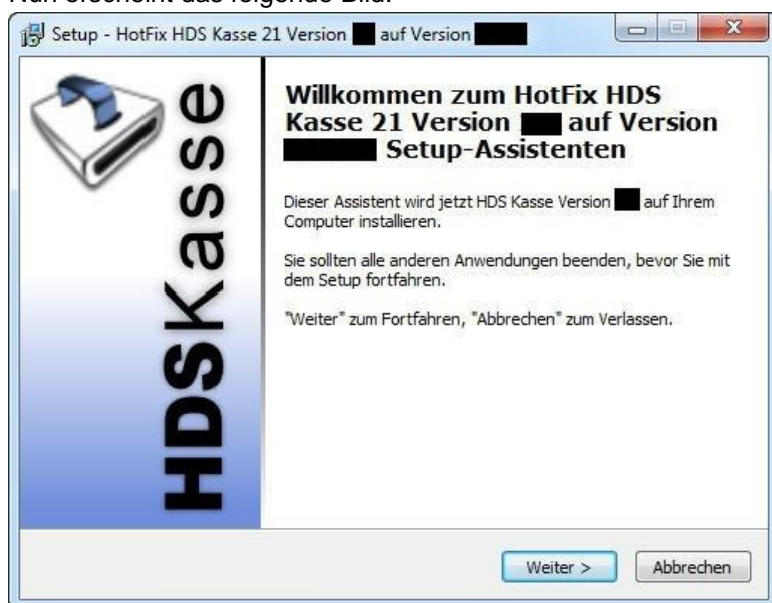 Nun erscheint das folgende Bild:
Setup - HotFix HDS Kasse 21 Version auf Version
HDSKasse
Willkommen zum HotFix HDS
Kasse 21 Version auf Version
Setup-Assistenten
Dieser Assistent wird jetzt HDS Kasse Version auf Ihrem
Computer installieren.
Sie sollten alle anderen Anwendungen beenden, bevor Sie mit
dem Setup fortfahren.
"Weiter" zum Fortfahren, "Abbrechen" zum Verlassen.
Weiter >
Abbrechen